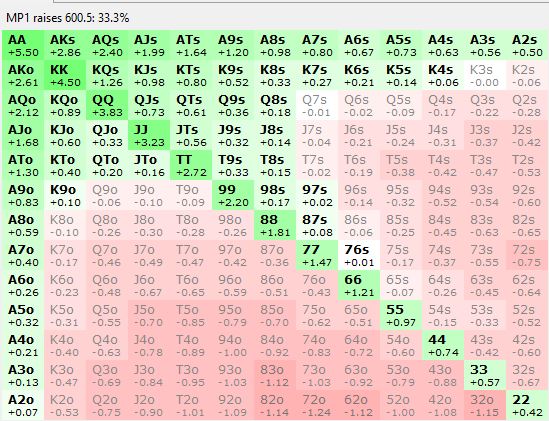 MP1 raises 600.5: 33.3%
AA AKs AQs AJs ATs A9s A8s A7s A6s A5s A4s A3s A2s
+5.50 +2.86 +2.40 +1.99 +1.64 +1.20 +0.98 +0.80 +0.67 +0.73 +0.63 +0.56 +0.50
AKo KK KQs KJs KTs K9s K8s K7s K6s K5s K4s K3s K2s
+2.61 +4.50 +1.26 +0.98 +0.80 +0.52 +0.33 +0.27 +0.21 +0.14 +0.06 -0.00 -0.06
AQo KQo QQ QJs QTs Q9s Q8s Q7s Q6s Q5s Q4s Q3s Q2s
+2.12 +0.89 +3.83 +0.73 +0.61 +0.36 +0.18 -0.01 -0.02 -0.09 -0.17 -0.22 -0.28
AJo KJo QJo JJ JTs J9s J8s J7s J6s J5s J4s J3s J2s
+1.68 +0.60 +0.33 +3.23 +0.56 +0.32 +0.14 -0.04 -0.21 -0.24 -0.31 -0.37 -0.42
ATo KTo QTo JTo TT T9s T8s T7s T6s T5s T4s T3s T2s
+1.30 +0.40 +0.20 +0.16 +2.72 +0.33 +0.15 -0.02 -0.19 -0.38 -0.42 -0.47 -0.53
A9o K9o Q9o J9o T9o 99 98s 97s 96s 95s 94s 93s 92s
+0.83 +0.10 -0.06 -0.10 -0.09 +2.20 +0.17 +0.02 -0.14 -0.32 -0.52 -0.54 -0.60
A8o K8o Q8o J8o T8o 98o 88 87s 86s 85s 84s 83s 82s
+0.59 -0.10 -0.26 -0.30 -0.28 -0.26 +1.81 +0.08 -0.06 -0.25 -0.45 -0.63 -0.65
A7o K7o Q7o J7o T7o 97o 87o 77 76s 75s 74s 73s 72s
+0.40 -0.17 -0.46 -0.49 -0.47 -0.42 -0.36 +1.47 +0.01 -0.17 -0.37 -0.55 -0.75
A6o K6o Q6o J6o T6o 96o 86o 76o 66 65s 64s 63s 62s
+0.26 -0.23 -0.48 -0.67 -0.65 -0.59 -0.51 -0.43 +1.21 -0.07 -0.26 -0.45 -0.64
A5o K5o Q5o J5o T5o 95o 85o 75o 65o 55 54s 53s 52s
+0.32 -0.31 -0.55 -0.70 -0.85 -0.79 -0.70 -0.62 -0.51 +0.97 -0.15 -0.33 -0.52
A4o K4o Q4o J4o T4o 94o 84o 74o 64o 54o 44 43s 42s
+0.21 -0.40 -0.63 -0.78 -0.89 -1.00 -0.92 -0.83 -0.72 -0.60 +0.74 -0.42 -0.60
A3o K3o Q3o J3o T3o 93o 83o 73o 63o 53o 43o 33 32s
+0.13 -0.47 -0.69 -0.84 -0.95 -1.03 -1.12 -1.03 -0.92 -0.79 -0.88 +0.57 -0.67
A2o K2o Q2o J2o T2o 92o 82o 72o 62o 52o 42o 32o 22
+0.07 -0.53 -0.75 -0.90 -1.01 -1.09 -1.14 -1.24 -1.12 -1.00 -1.08 -1.15 +0.42